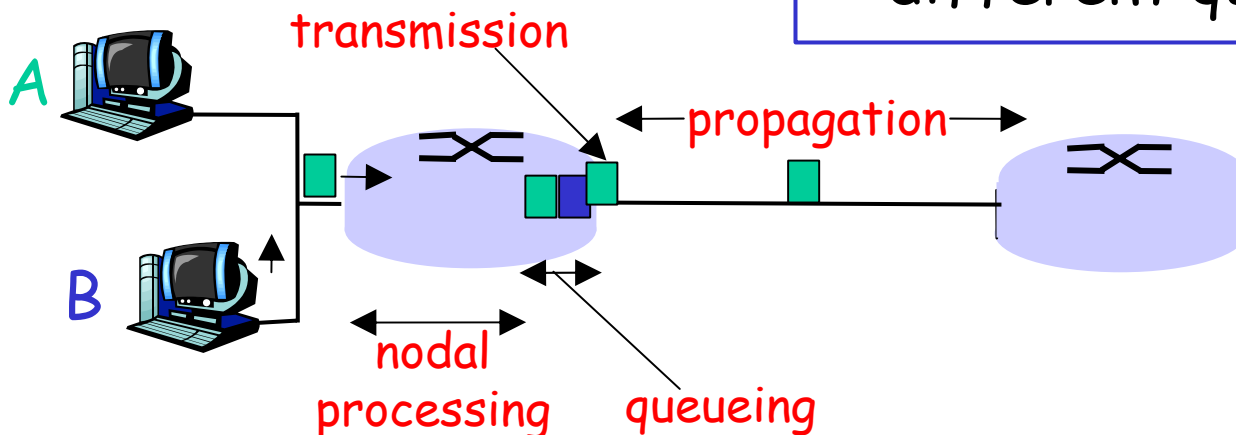 transmission
A
propagation
B
nodal
processing
queueing